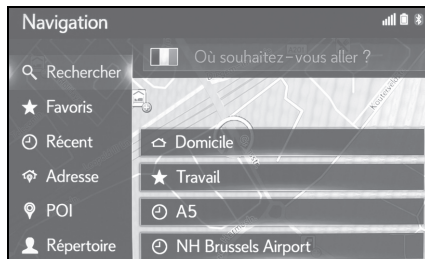 Navigation
Où souhaitez-vous aller ?
Rechercher
Favoris
Récent
Adresse
POI
Répertoire
Domicile
Travail
A5
NH Brussels Airport